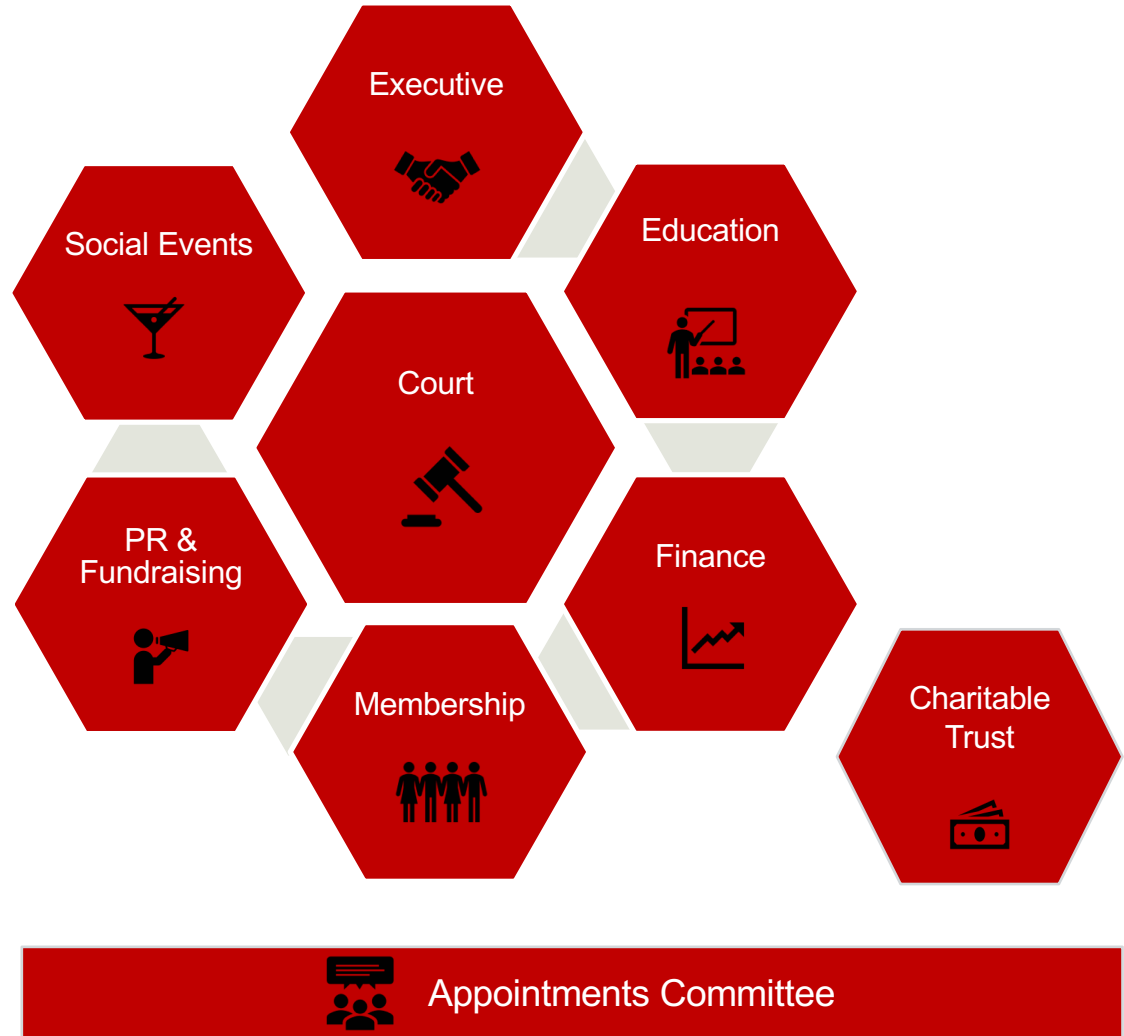 Executive
Social Events
Education
Court
PR &
Fundraising
Finance
Membership
Charitable
Trust
Appointments Committee